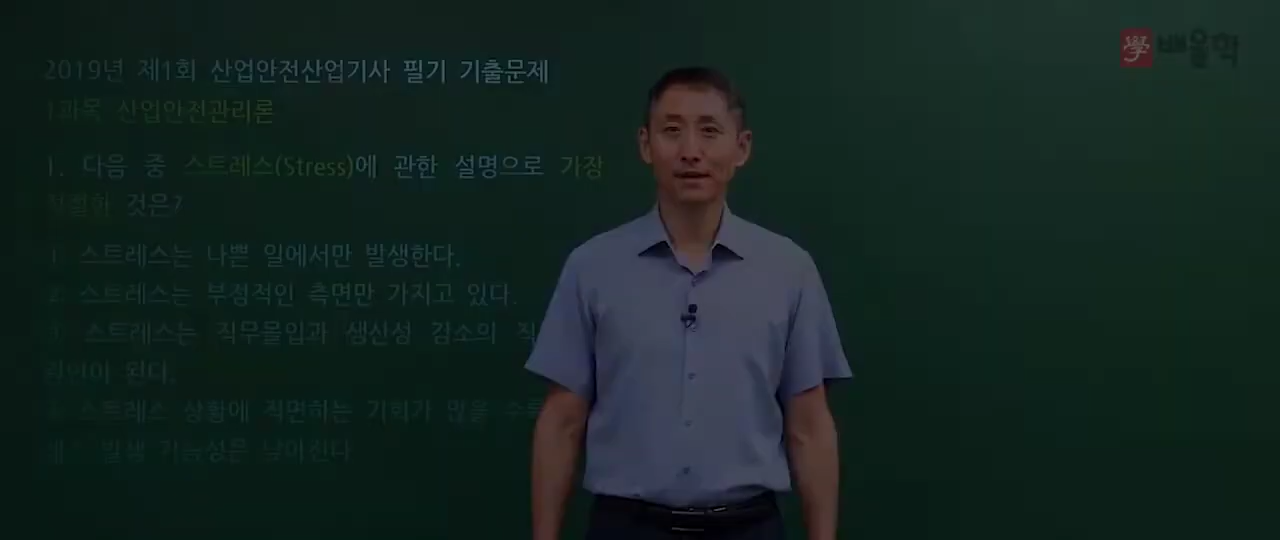 學 배울학
2019년 제1회 산업안전산업기사 필기 기출문제
1과목 산업안전관리론
1. 다음 중 스트레스(Stress)에 관한 설명으로 가장
적절한 것은?
1. 스트레스는 나쁜 일에서만 발생한다.
2. 스트레스는 부정적인 측면만 가지고 있다.
3. 스트레스는 직무몰입과 생산성 감소의 직
원인이 된다.
스트레스 상황에 직면하는 기회가 많을 수록
발생 가능성은 낮아진다